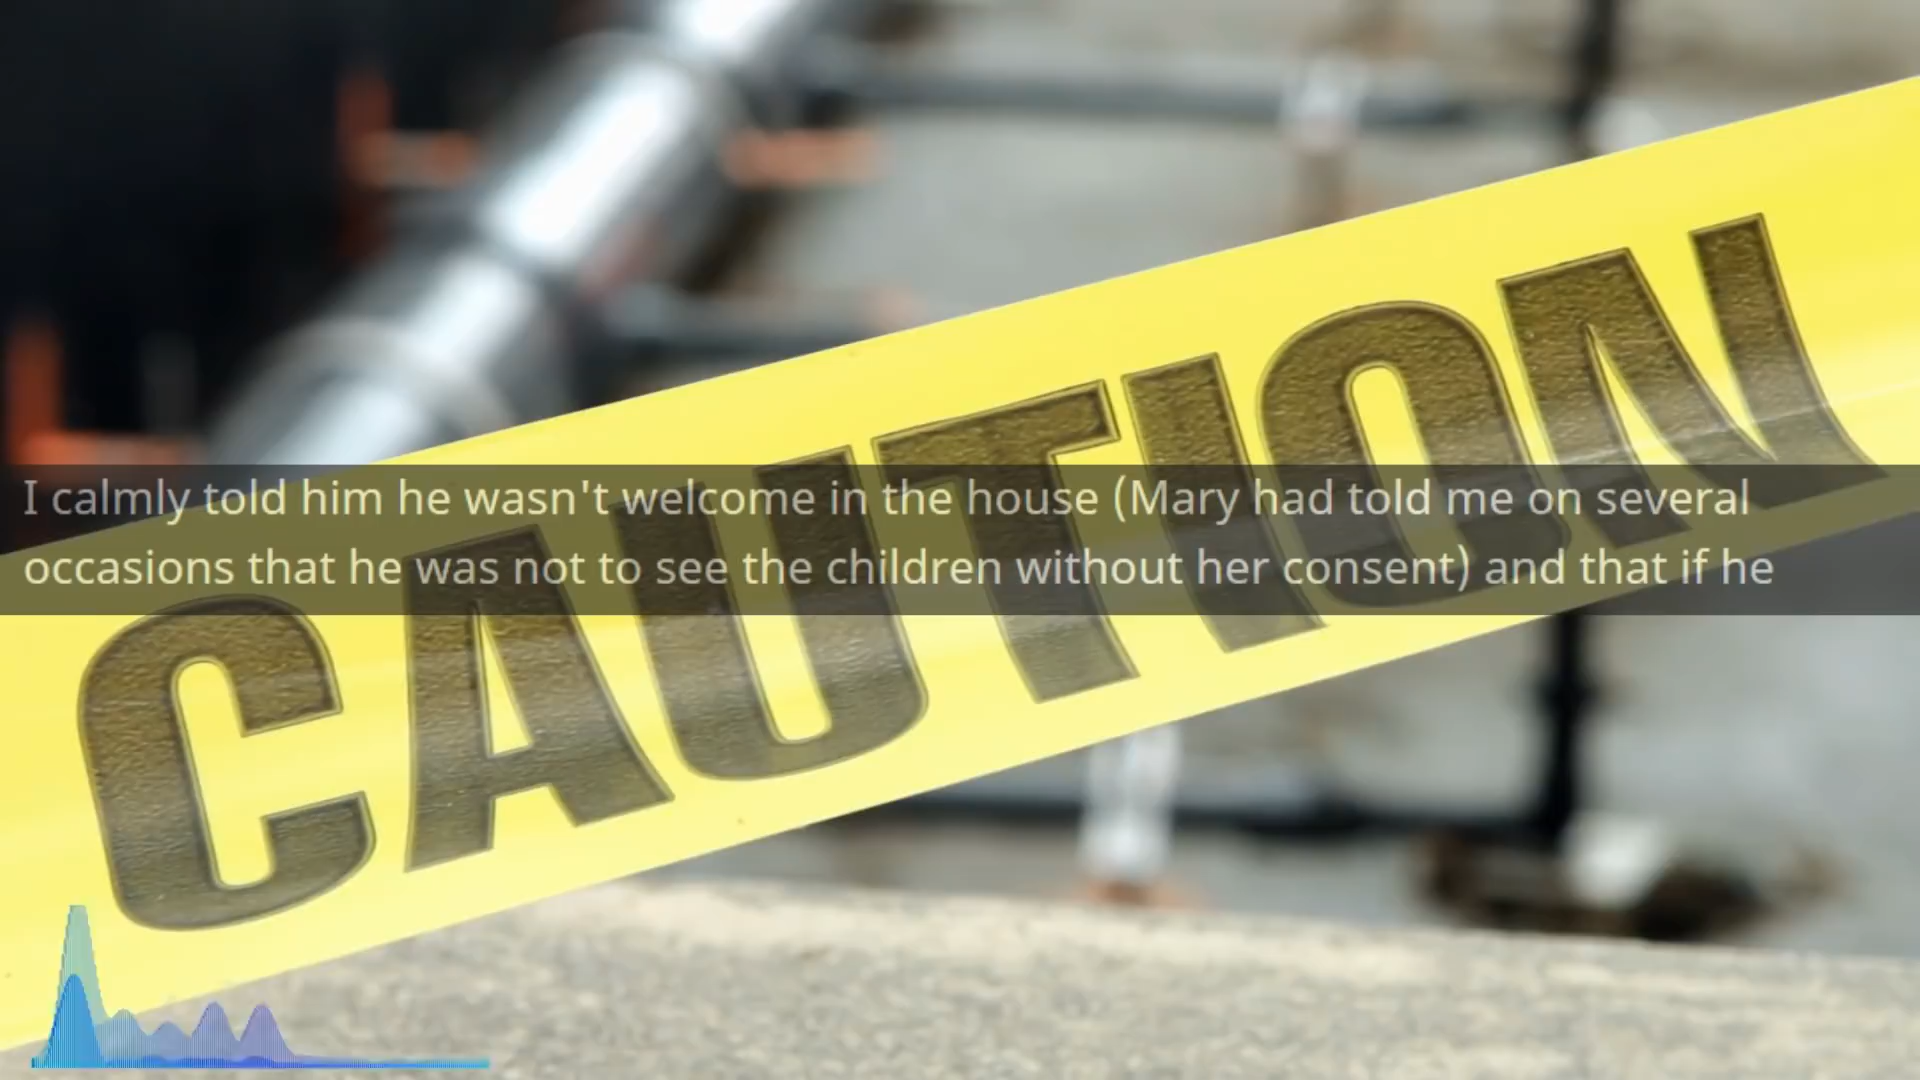 I calmly told him he wasn't welcome in the house (Mary had told me on several
occasions that he was not to see the children without her consent) and that if he
CAUTION